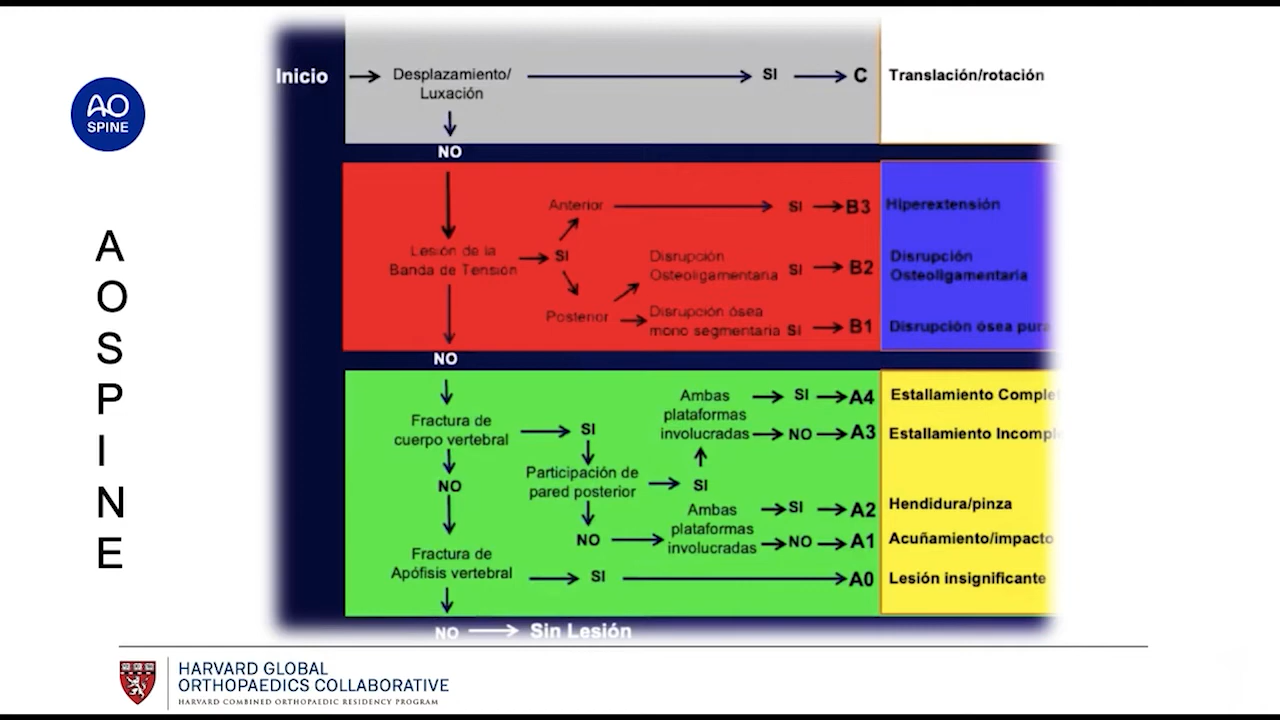 AO
SPINE
A
O
S
P
I
N
E
Inicio
Desplazamiento/
Luxación
SI
C
Translación/rotación
NO
Anterior
SI
B3
Hiperextensión
Lesión de la
Banda de Tensión
SI
Disrupción
Osteoligamentaria
SI
B2
Disrupción
Osteoligamentaria
Posterior
Disrupción ósea
mono segmentaria
SI
B1
Disrupción ósea pura
NO
Fractura de
cuerpo vertebral
SI
Ambas
plataformas
involucradas
SI
A4
Estallamiento Comple
NO
A3
Estallamiento Incomple
NO
Participación de
pared posterior
SI
Ambas
plataformas
involucradas
SI
A2
Hendidura/pinza
NO
NO
A1
Acuñamiento/impacto
Fractura de
Apófisis vertebral
SI
A0
Lesión insignificante
NO
Sin Lesión
HARVARD GLOBAL
ORTHOPAEDICS COLLABORATIVE
HARVARD COMBINED ORTHOPAEDIC RESIDENCY PROGRAM